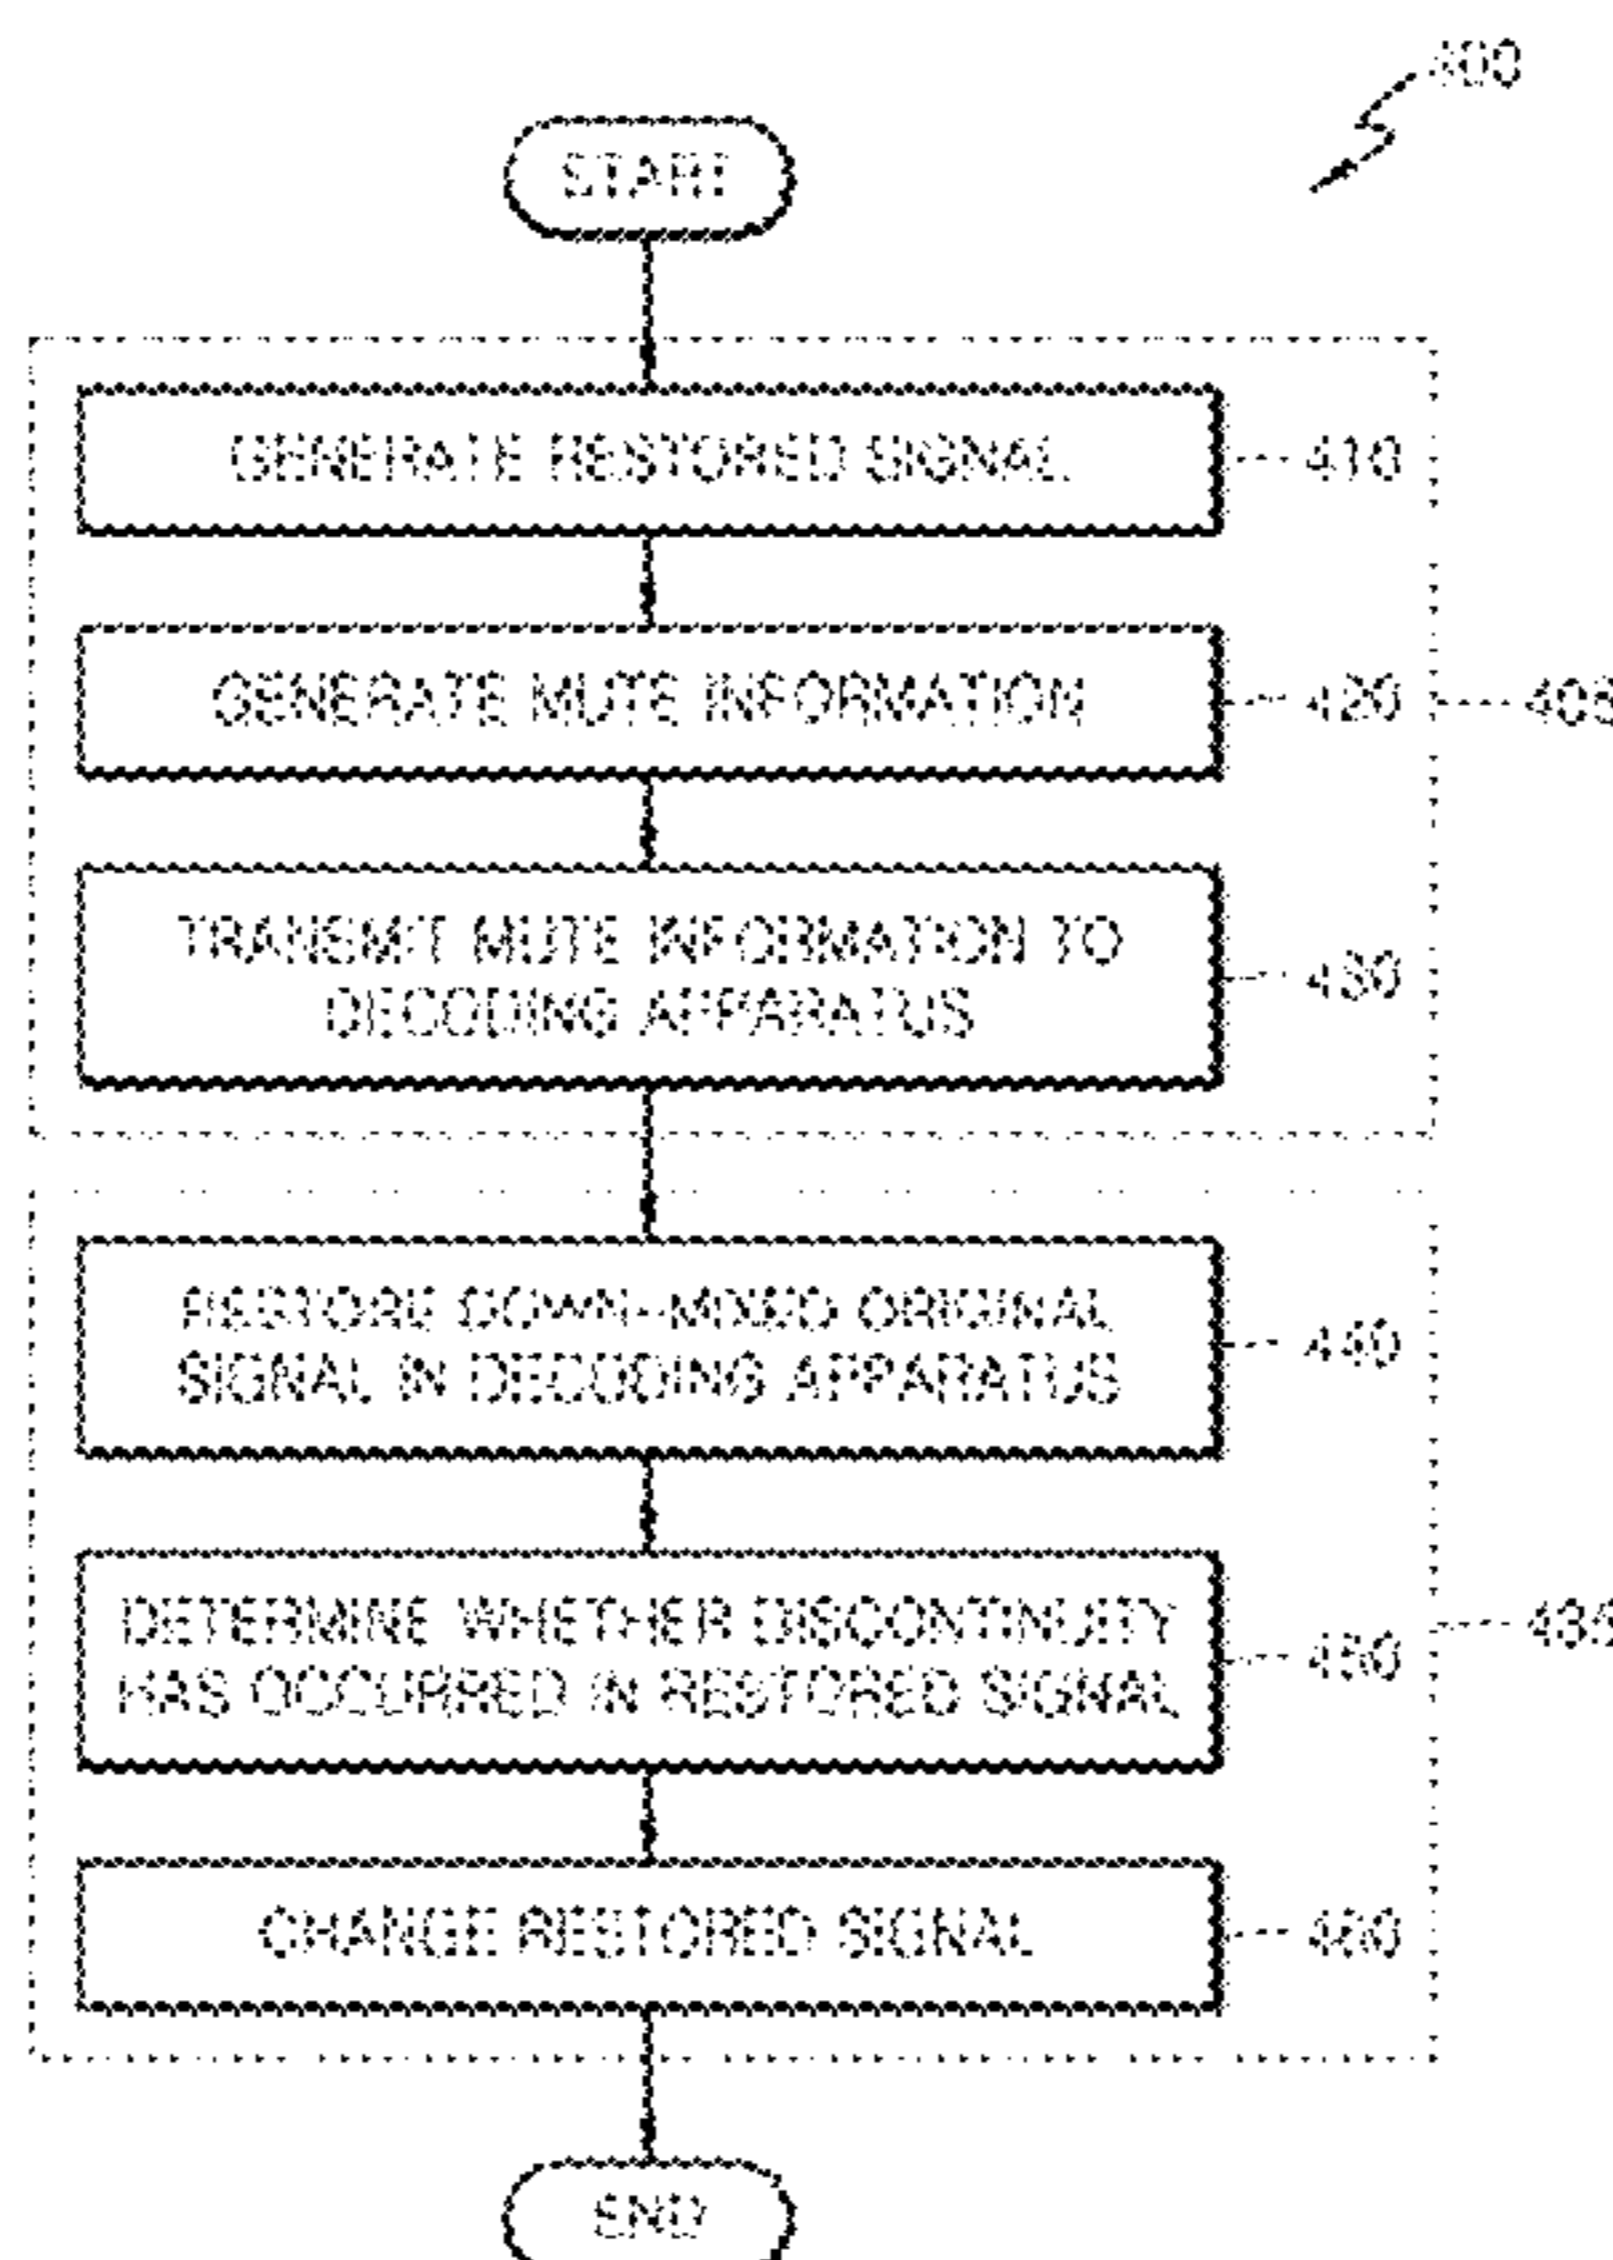 400
START
GENERATE RESTORED SIGNAL
410
GENERATE MUTE INFORMATION
420
TRANSMIT MUTE INFORMATION TO
DECODING APPARATUS
430
RESTORE DOWN-MIXED ORIGINAL
SIGNAL IN DECODING APPARATUS
440
DETERMINE WHETHER DISCONTINUITY
HAS OCCURRED IN RESTORED SIGNAL
450
CHANGE RESTORED SIGNAL
460
END